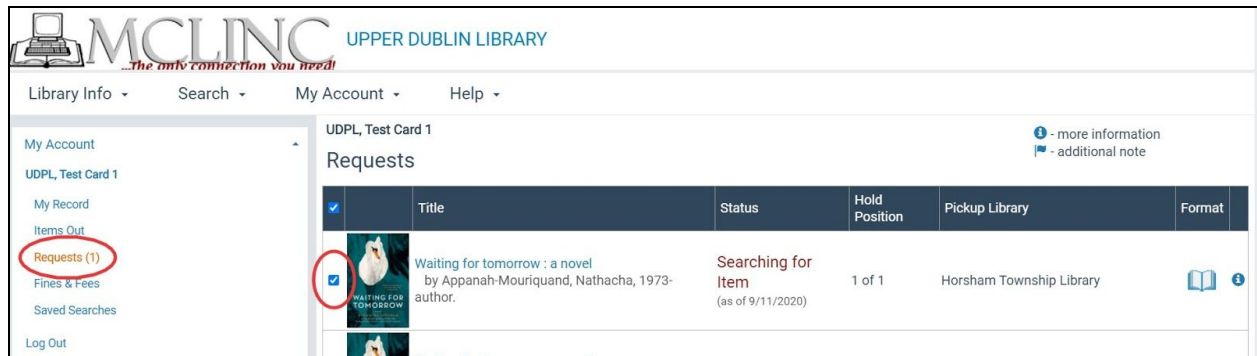 MCLINC
...The only connection you need!
UPPER DUBLIN LIBRARY
Library Info
Search
My Account
Help
My Account
UDPL, Test Card 1
My Record
Items Out
Requests (1)
Fines & Fees
Saved Searches
Log Out
UDPL, Test Card 1
- more information
- additional note
Requests
Title
Status
Hold
Position
Pickup Library
Format
WAITING FOR
TOMORROW
Waiting for tomorrow : a novel
by Appanah-Mouriquand, Nathacha, 1973-
author.
Searching for
Item
(as of 9/11/2020)
1 of 1
Horsham Township Library